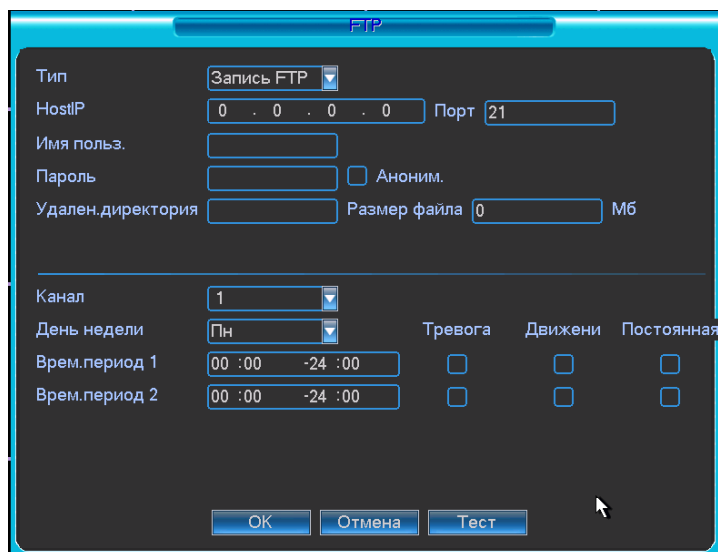 FTP
Тип Запись FTP
HostIP 0 . 0 . 0 . 0 Порт 21
Имя польз.
Пароль Аноним.
Удален.директория Размер файла 0 Мб
Канал 1
День недели Пн Тревога Движени Постоянная
Врем.период 1 00 :00 -24 :00
Врем.период 2 00 :00 -24 :00
OK Отмена Тест